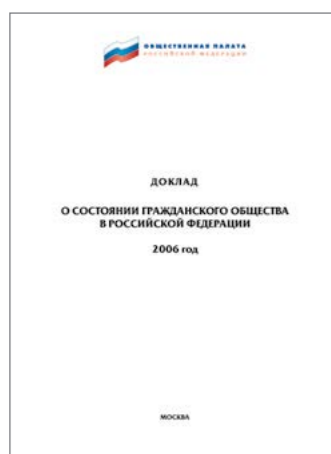 ОБЩЕСТВЕННАЯ ПАЛАТА
РОССИЙСКОЙ ФЕДЕРАЦИИ
ДОКЛАД
О СОСТОЯНИИ ГРАЖДАНСКОГО ОБЩЕСТВА
В РОССИЙСКОЙ ФЕДЕРАЦИИ
2006 год
МОСКВА